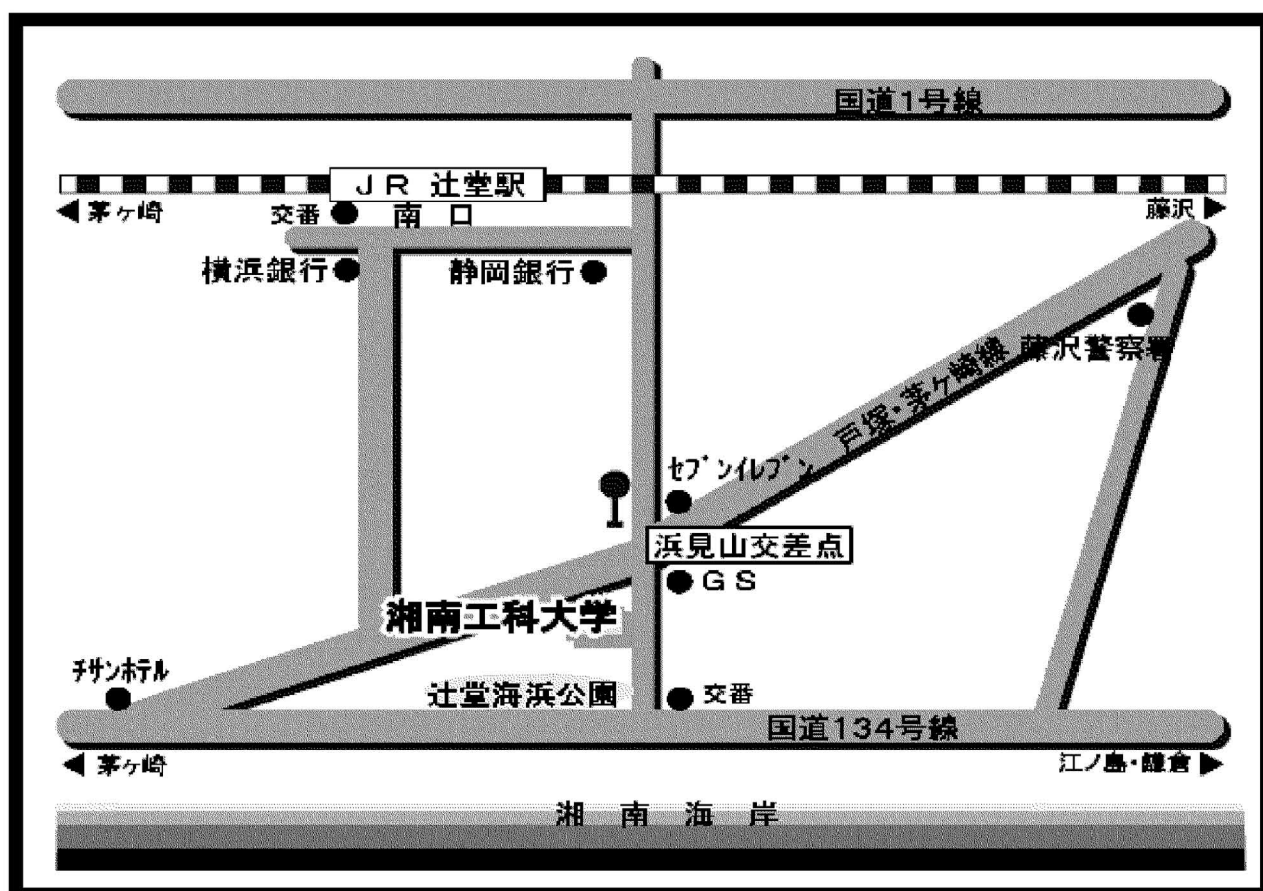 国道1号線
JR 辻堂駅
茅ヶ崎
交番
南口
藤沢
横浜銀行
静岡銀行
藤沢警察署
戸塚・茅ヶ崎線
セブンイレブン
浜見山交差点
GS
湘南工科大学
チサンホテル
辻堂海浜公園
交番
国道134号線
茅ヶ崎
江ノ島・鎌倉
湘南海岸